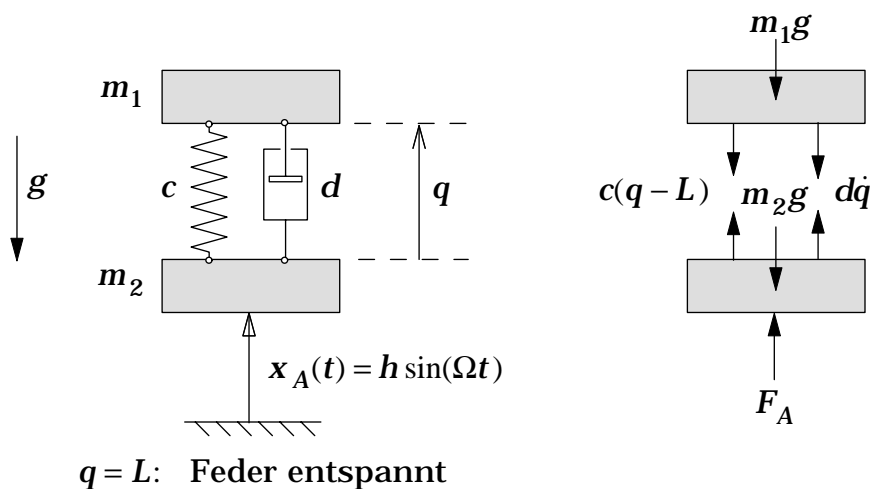 m₁
g
c
d
q
m₂
x_A(t) = h sin(Ωt)
q = L: Feder entspannt
m₁g
c(q – L)
m₂g
dq̇
F_A